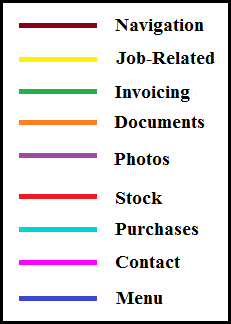 Navigation
Job-Related
Invoicing
Documents
Photos
Stock
Purchases
Contact
Menu